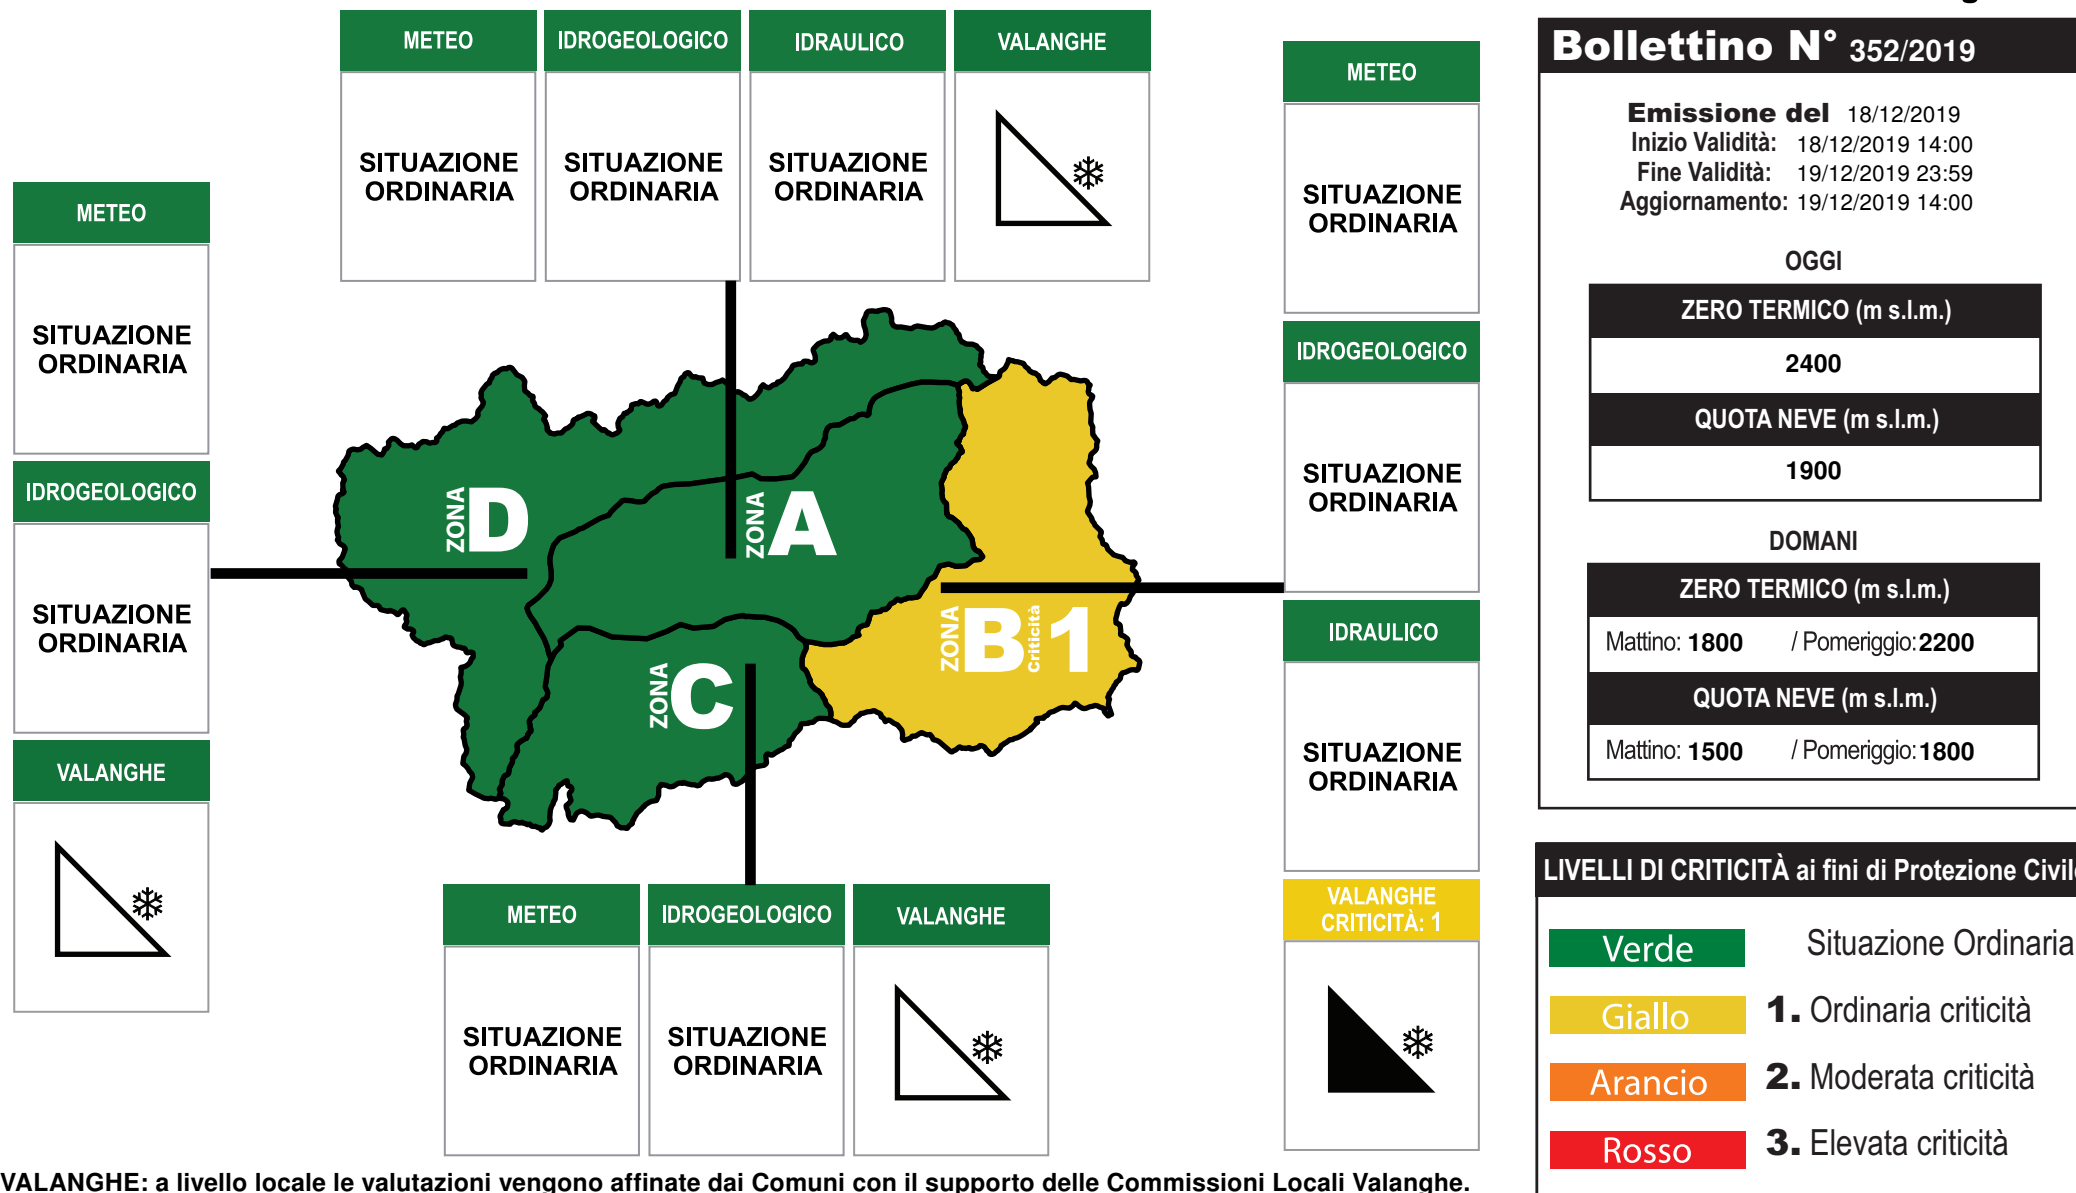 METEO
IDROGEOLOGICO
IDRAULICO
VALANGHE
SITUAZIONE
ORDINARIA
SITUAZIONE
ORDINARIA
SITUAZIONE
ORDINARIA
METEO
SITUAZIONE
ORDINARIA
IDROGEOLOGICO
SITUAZIONE
ORDINARIA
VALANGHE
ZONA D
ZONA A
ZONA B Criticità 1
ZONA C
METEO
IDROGEOLOGICO
VALANGHE
SITUAZIONE
ORDINARIA
SITUAZIONE
ORDINARIA
METEO
SITUAZIONE
ORDINARIA
IDROGEOLOGICO
SITUAZIONE
ORDINARIA
IDRAULICO
SITUAZIONE
ORDINARIA
VALANGHE
CRITICITÀ: 1
Bollettino N° 352/2019
Emissione del 18/12/2019
Inizio Validità: 18/12/2019 14:00
Fine Validità: 19/12/2019 23:59
Aggiornamento: 19/12/2019 14:00
OGGI
ZERO TERMICO (m s.l.m.)
2400
QUOTA NEVE (m s.l.m.)
1900
DOMANI
ZERO TERMICO (m s.l.m.)
Mattino: 1800 / Pomeriggio: 2200
QUOTA NEVE (m s.l.m.)
Mattino: 1500 / Pomeriggio: 1800
LIVELLI DI CRITICITÀ ai fini di Protezione Civile
Verde Situazione Ordinaria
Giallo 1. Ordinaria criticità
Arancio 2. Moderata criticità
Rosso 3. Elevata criticità
VALANGHE: a livello locale le valutazioni vengono affinate dai Comuni con il supporto delle Commissioni Locali Valanghe.